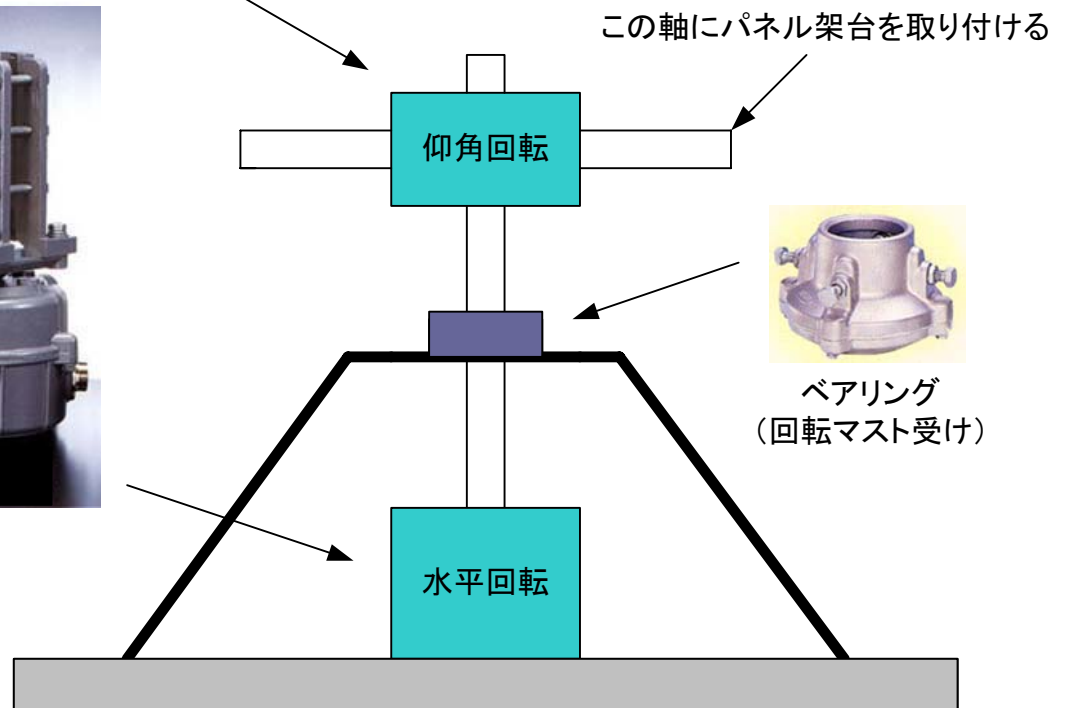 この軸にパネル架台を取り付ける
仰角回転
ベアリング
（回転マスト受け）
水平回転